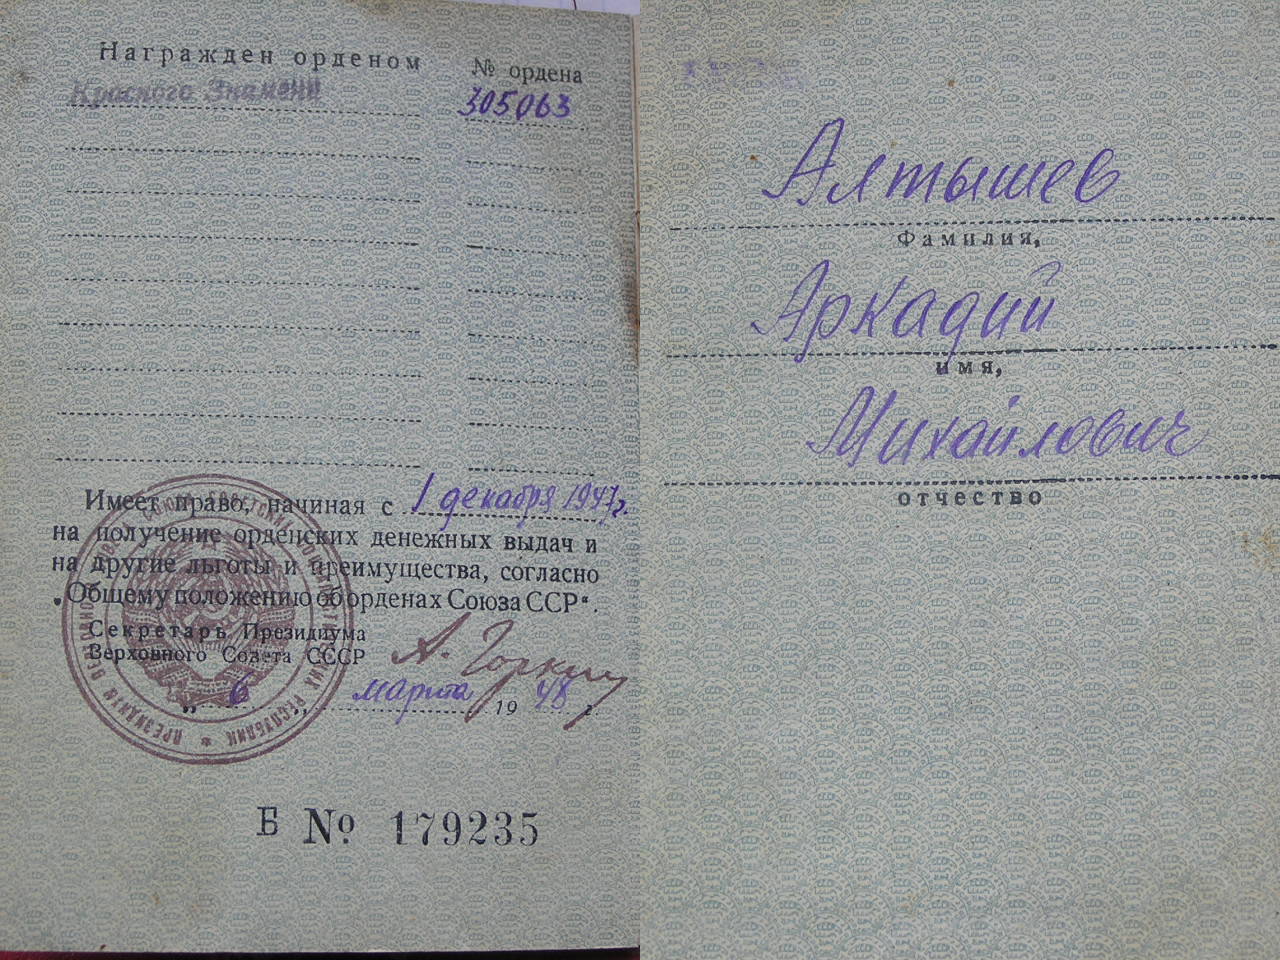 Награжден орденом № ордена
Красного Знамени 305063
Имеет право, начиная с 1 декабря 1947 г.
на получение орденских денежных выдач и
на другие льготы и преимущества, согласно
„Общему положению об орденах Союза ССР“.
Секретарь Президиума
Верховного Совета СССР
А. Горкин
„ 6 „ марта 1948 г.
Б № 179235
Алтышев
Фамилия,
Аркадий
имя,
Михайлович
отчество